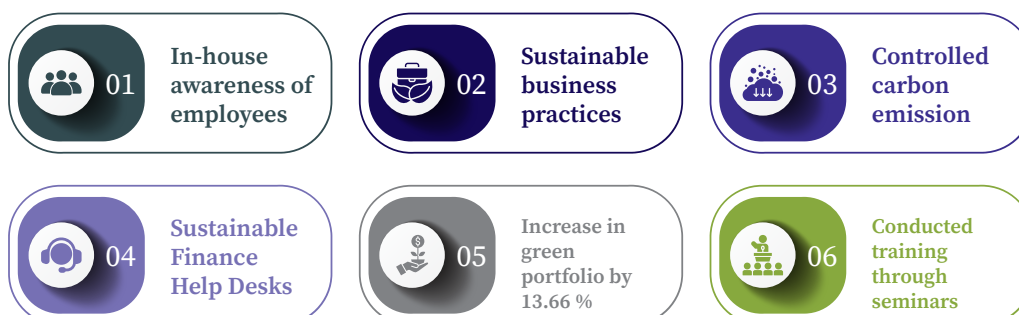 01
In-house
awareness of
employees
02
Sustainable
business
practices
03
Controlled
carbon
emission
04
Sustainable
Finance
Help Desks
05
Increase in
green
portfolio by
13.66 %
06
Conducted
training
through
seminars